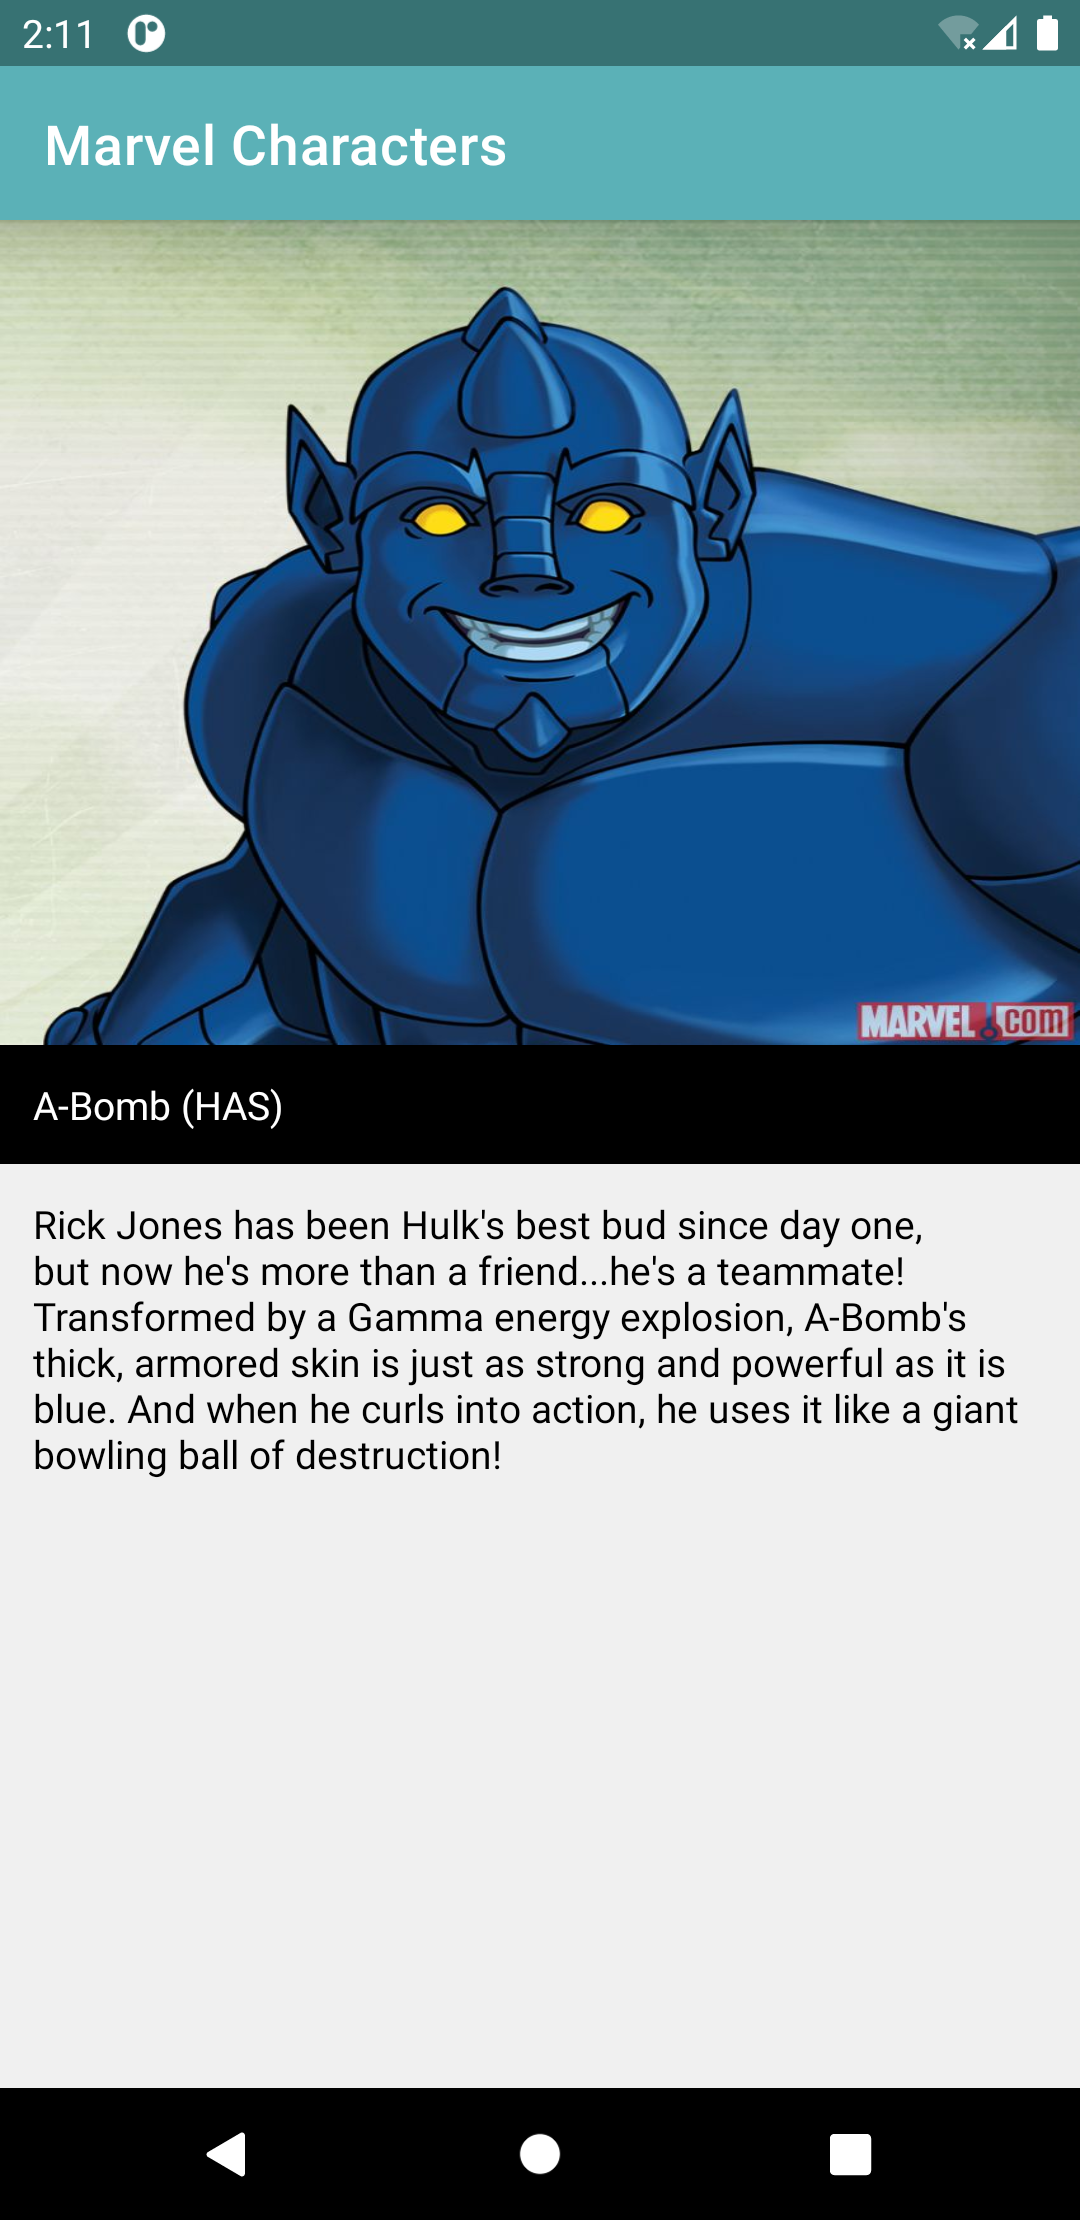 2:11
Marvel Characters
MARVEL.com
A-Bomb (HAS)
Rick Jones has been Hulk's best bud since day one,
but now he's more than a friend...he's a teammate!
Transformed by a Gamma energy explosion, A-Bomb's
thick, armored skin is just as strong and powerful as it is
blue. And when he curls into action, he uses it like a giant
bowling ball of destruction!